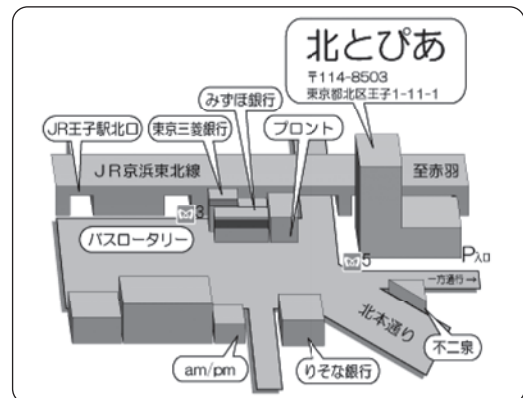 北とぴあ
〒114-8503
東京都北区王子1-11-1
みずほ銀行
JR王子駅北口
東京三菱銀行
プロント
JR京浜東北線
至赤羽
3
バスロータリー
5
P入口
一方通行→
北本通り
不二泉
am/pm
りそな銀行